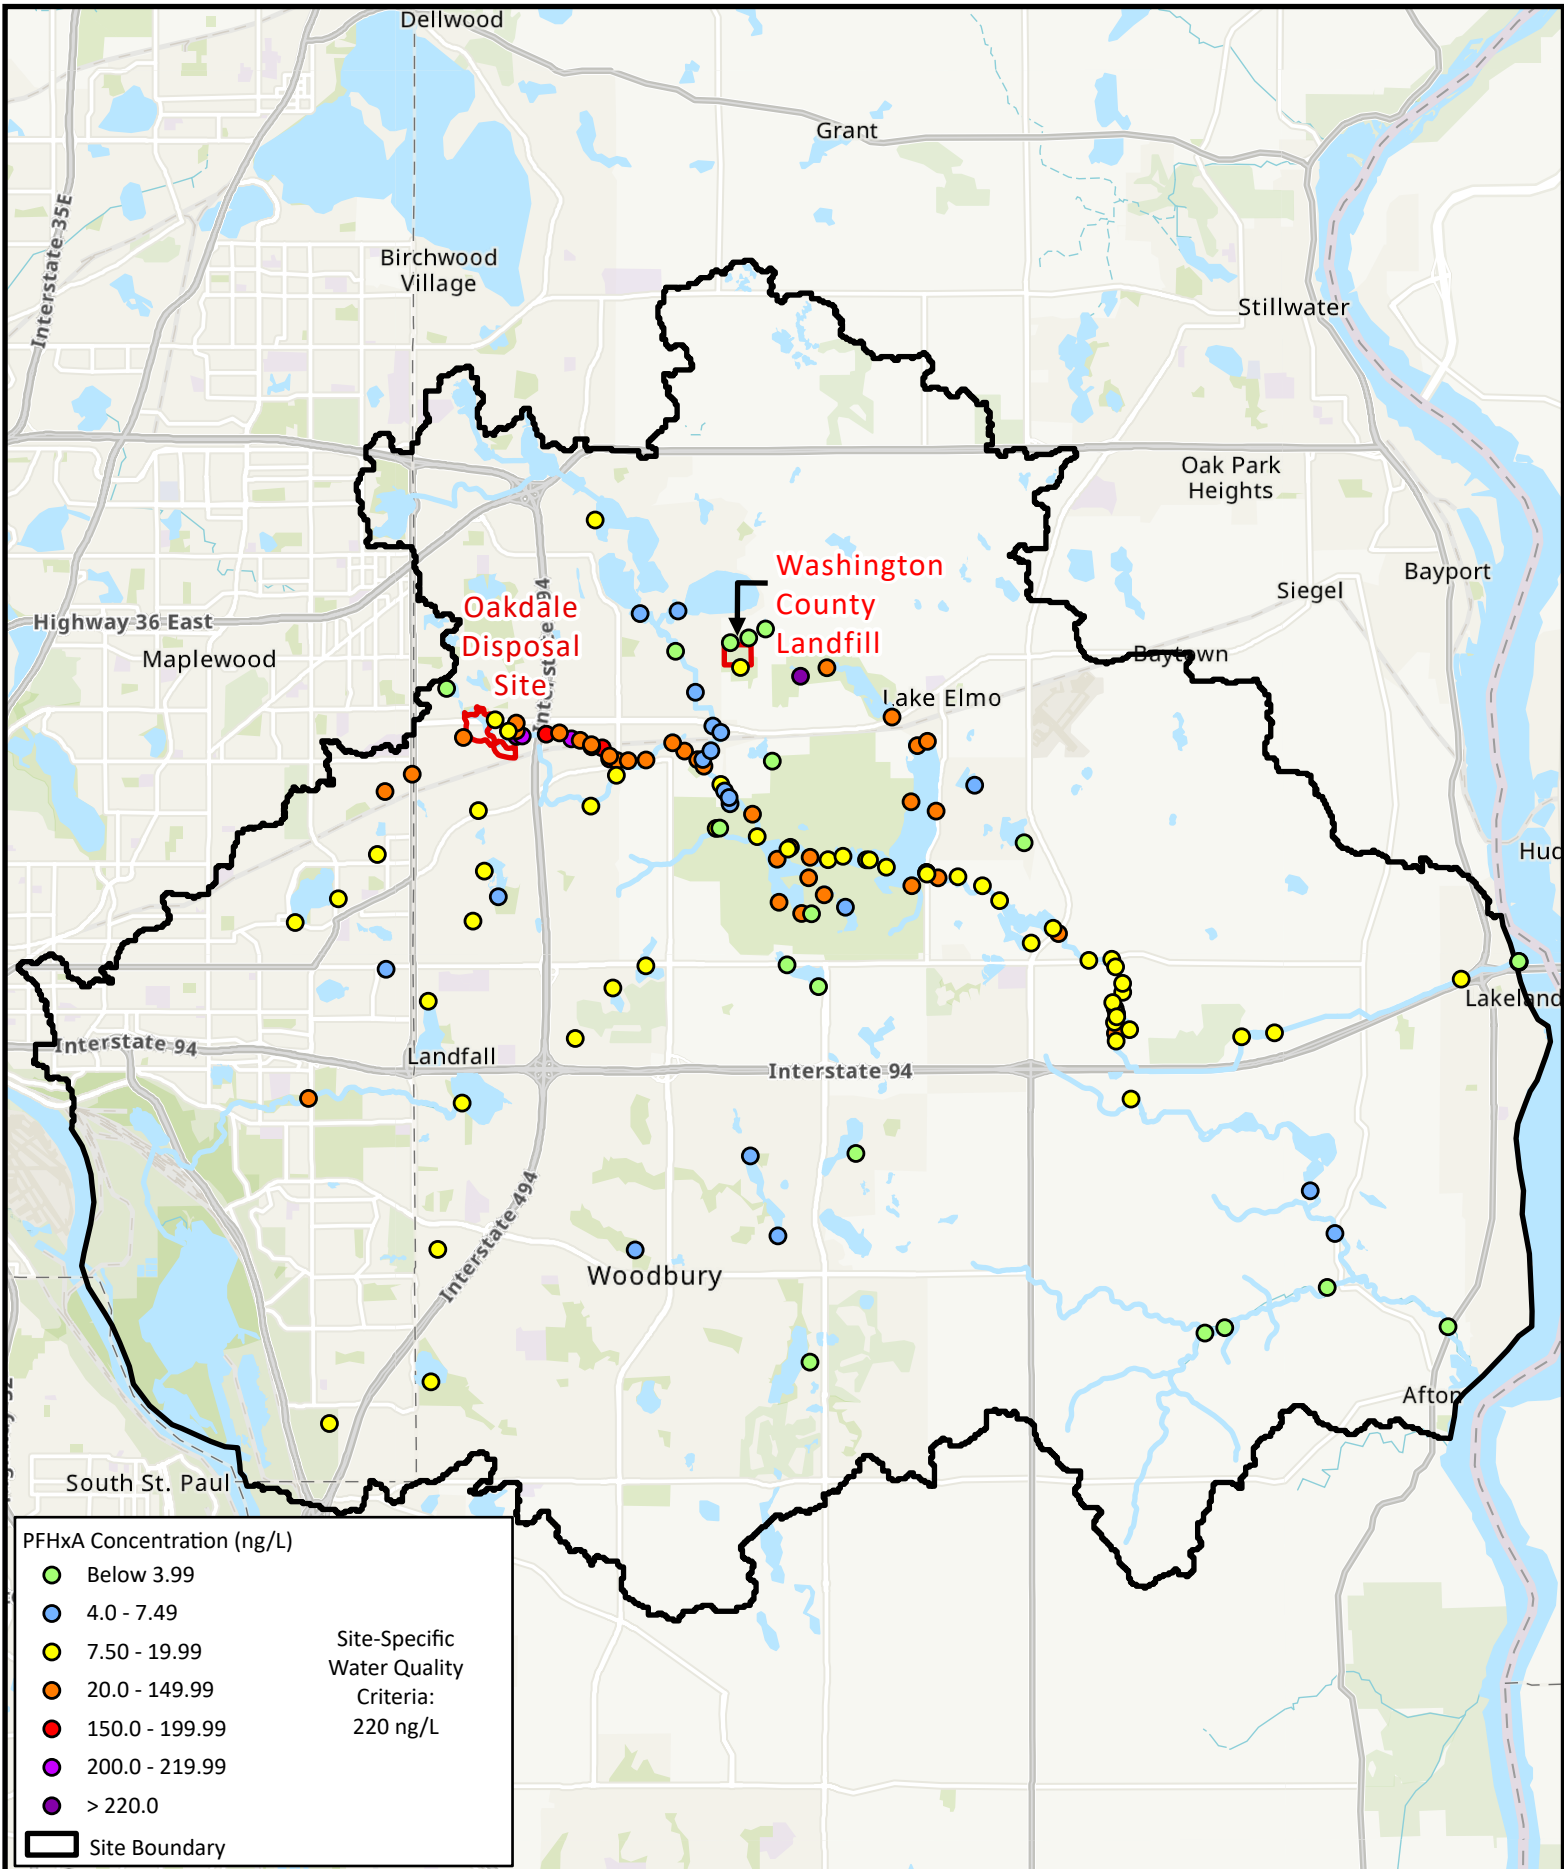 Dellwood
Grant
Interstate 35E
Birchwood
Village
Stillwater
Oak Park
Heights
Bayport
Siegel
Highway 36 East
Maplewood
Oakdale
Disposal
Site
Washington
County
Landfill
Baytown
Lake Elmo
Hud
Lakeland
Interstate 94
Landfall
Interstate 94
Interstate 494
Woodbury
Afton
South St. Paul
PFHxA Concentration (ng/L)
Below 3.99
4.0 - 7.49
7.50 - 19.99
20.0 - 149.99
150.0 - 199.99
200.0 - 219.99
> 220.0
Site Boundary
Site-Specific
Water Quality
Criteria:
220 ng/L